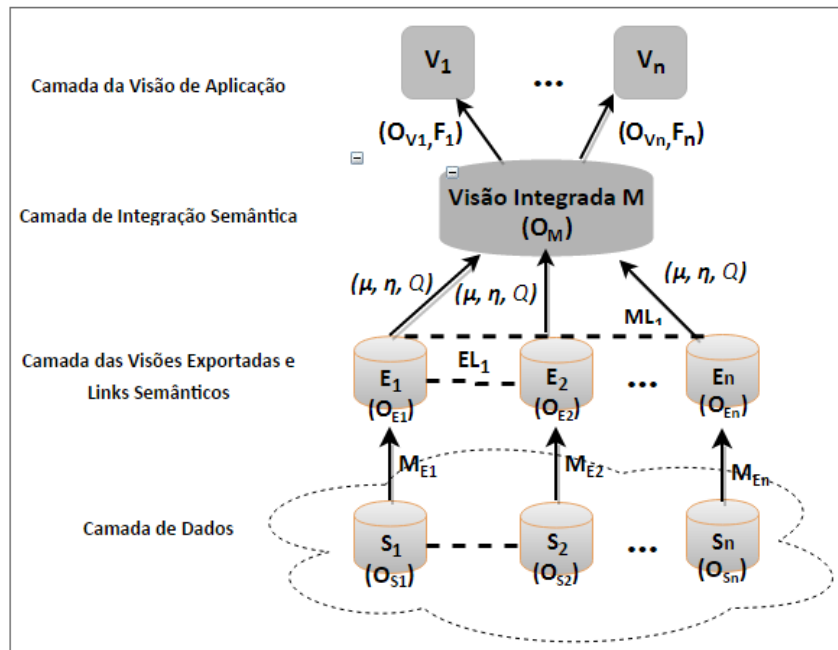 V1 ... Vn
Camada da Visão de Aplicação
(OV1,F1) (OVn,Fn)
Visão Integrada M
Camada de Integração Semântica
(OM)
(μ, η, Q) (μ, η, Q) (μ, η, Q)
ML1
Camada das Visões Exportadas e
Links Semânticos
EL1
E1 E2 ... En
(OE1) (OE2) (OEn)
ME1 ME2 MEn
Camada de Dados
S1 S2 ... Sn
(OS1) (OS2) (OSn)